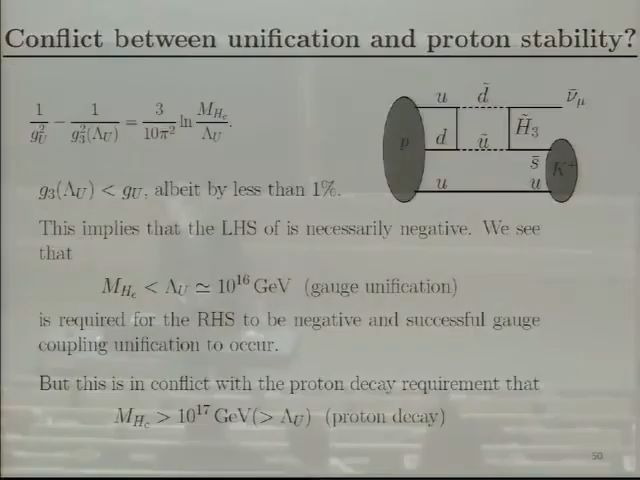 Conflict between unification and proton stability?
1/g_U^2 − 1/g_3^2(Λ_U) = 3/10π^2 ln M_{H_c}/Λ_U.
u d̃ ν̄_μ
p d ũ H̃_3
s̄
u u K^+
g_3(Λ_U) < g_U, albeit by less than 1%.
This implies that the LHS of is necessarily negative. We see
that
M_{H_c} < Λ_U ≃ 10^16 GeV (gauge unification)
is required for the RHS to be negative and successful gauge
coupling unification to occur.
But this is in conflict with the proton decay requirement that
M_{H_c} > 10^17 GeV(> Λ_U) (proton decay)
50